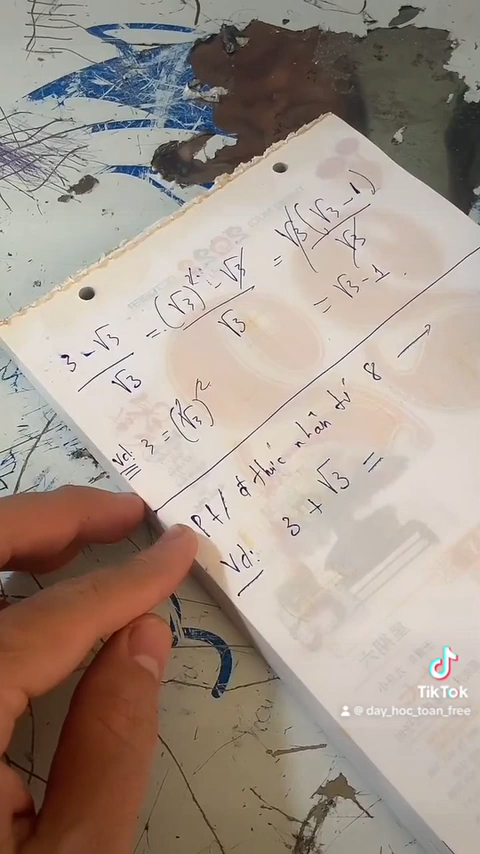 3 - √3 / √3 = (√3)² - √3 / √3 = √3(√3 - 1) / √3
= √3 - 1
Vd: 3 = (√3)²
Pt/ đ thức nhân tử 8 →
Vd: 3 + √3 =
TikTok
@day_hoc_toan_free